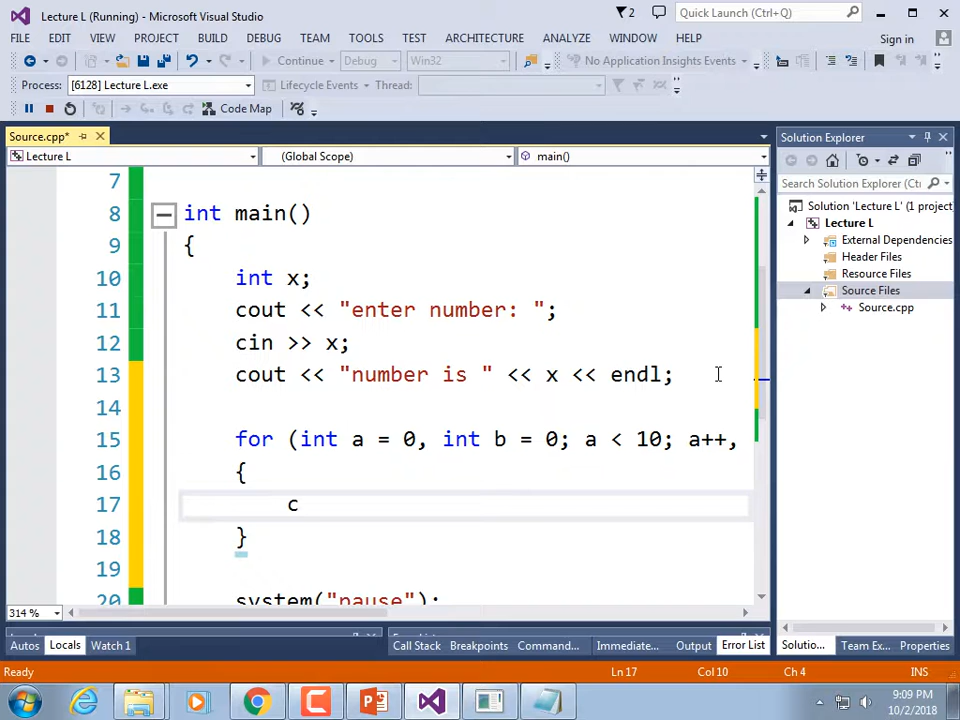 Lecture L (Running) - Microsoft Visual Studio
2
Quick Launch (Ctrl+Q)
FILE EDIT VIEW PROJECT BUILD DEBUG TEAM TOOLS TEST ARCHITECTURE ANALYZE WINDOW HELP
Sign in
Continue Debug Win32 No Application Insights Events
Process: [6128] Lecture L.exe Lifecycle Events Thread:
Code Map
Source.cpp*
Lecture L (Global Scope) main()
7
8 int main()
9 {
10 int x;
11 cout << "enter number: ";
12 cin >> x;
13 cout << "number is " << x << endl;
14
15 for (int a = 0, int b = 0; a < 10; a++,
16 {
17 c
18 }
19
20 system("pause");
314 %
Solution Explorer
Search Solution Explorer (Ctrl+
Solution 'Lecture L' (1 project)
Lecture L
External Dependencies
Header Files
Resource Files
Source Files
Source.cpp
Autos Locals Watch 1
Call Stack Breakpoints Command... Immediate... Output Error List
Solutio... Team Ex... Properties
Ready Ln 17 Col 10 Ch 4 INS
9:09 PM
10/2/2018